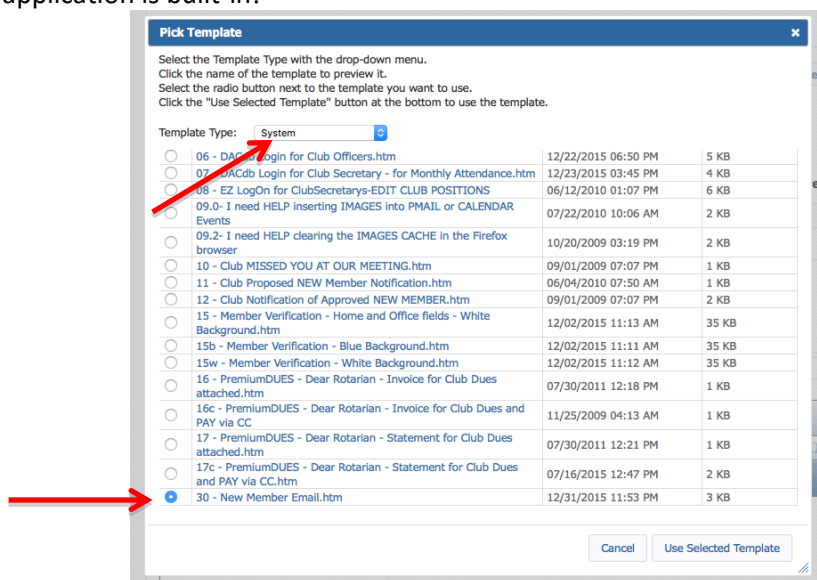 application is built-in!
Pick Template
Select the Template Type with the drop-down menu.
Click the name of the template to preview it.
Select the radio button next to the template you want to use.
Click the "Use Selected Template" button at the bottom to use the template.
Template Type: System
06 - DACdb Login for Club Officers.htm 12/22/2015 06:50 PM 5 KB
07 - DACdb Login for Club Secretary - for Monthly Attendance.htm 12/23/2015 03:45 PM 4 KB
08 - EZ LogOn for ClubSecretarys-EDIT CLUB POSITIONS 06/12/2010 01:07 PM 6 KB
09.0- I need HELP inserting IMAGES into PMAIL or CALENDAR
Events 07/22/2010 10:06 AM 2 KB
09.2- I need HELP clearing the IMAGES CACHE in the Firefox
browser 10/20/2009 03:19 PM 2 KB
10 - Club MISSED YOU AT OUR MEETING.htm 09/01/2009 07:07 PM 1 KB
11 - Club Proposed NEW Member Notification.htm 06/04/2010 07:50 AM 1 KB
12 - Club Notification of Approved NEW MEMBER.htm 09/01/2009 07:07 PM 2 KB
15 - Member Verification - Home and Office fields - White
Background.htm 12/02/2015 11:13 AM 35 KB
15b - Member Verification - Blue Background.htm 12/02/2015 11:11 AM 35 KB
15w - Member Verification - White Background.htm 12/02/2015 11:12 AM 35 KB
16 - PremiumDUES - Dear Rotarian - Invoice for Club Dues
attached.htm 07/30/2011 12:18 PM 1 KB
16c - PremiumDUES - Dear Rotarian - Invoice for Club Dues and
PAY via CC 11/25/2009 04:13 AM 1 KB
17 - PremiumDUES - Dear Rotarian - Statement for Club Dues
attached.htm 07/30/2011 12:21 PM 1 KB
17c - PremiumDUES - Dear Rotarian - Statement for Club Dues
and PAY via CC.htm 07/16/2015 12:47 PM 2 KB
30 - New Member Email.htm 12/31/2015 11:53 PM 3 KB
Cancel Use Selected Template